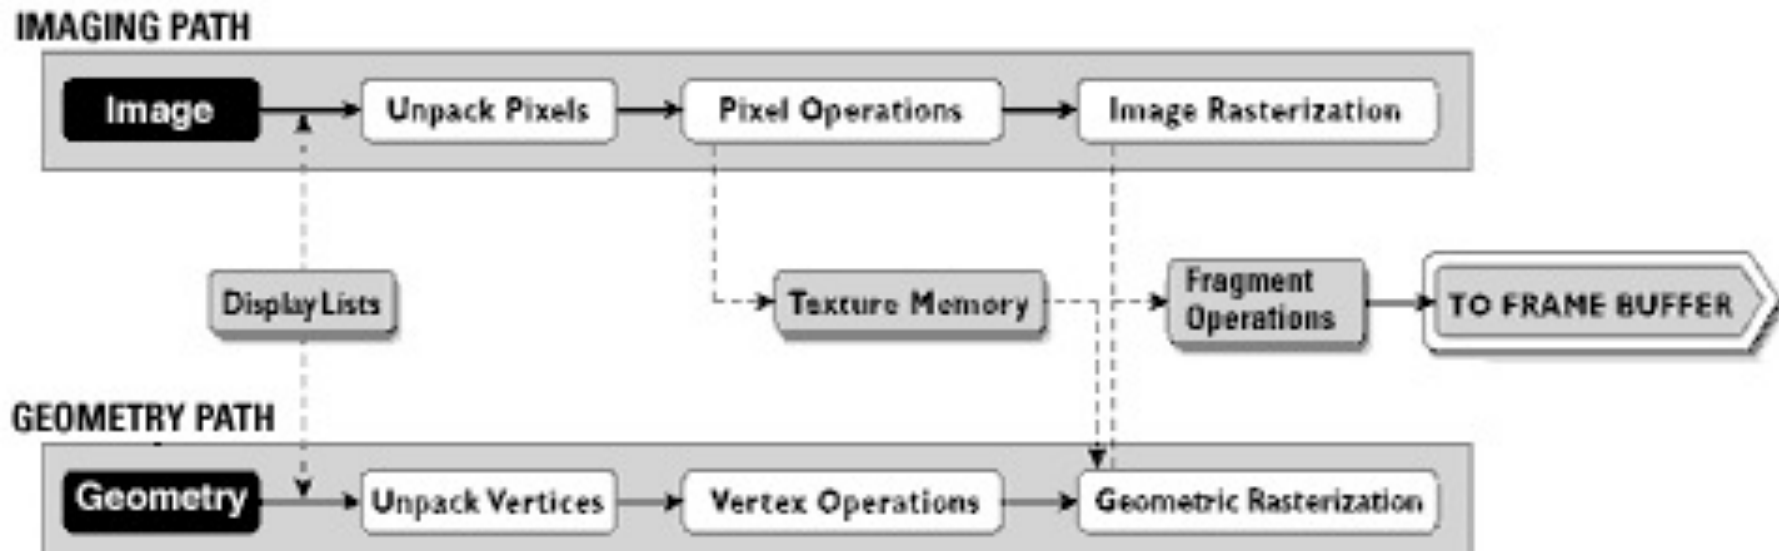 IMAGING PATH
Image
Unpack Pixels
Pixel Operations
Image Rasterization
Display Lists
Texture Memory
Fragment
Operations
TO FRAME BUFFER
GEOMETRY PATH
Geometry
Unpack Vertices
Vertex Operations
Geometric Rasterization